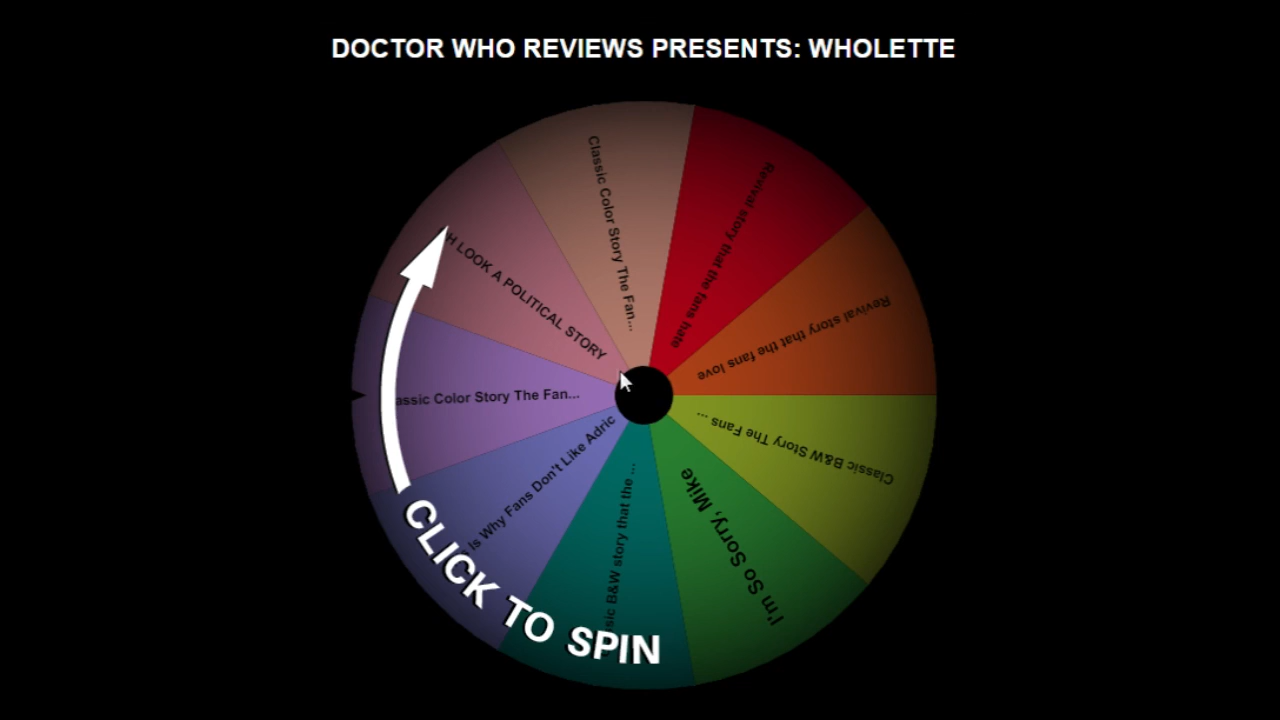 DOCTOR WHO REVIEWS PRESENTS: WHOLETTE
Classic Color Story The Fan...
Revival story that the fans hate
Revival story that the fans love
Classic B&W Story The Fans ...
I'm So Sorry, Mike
B&W story that the ...
Is Why Fans Don't Like Adric
Color Story The Fan...
LOOK A POLITICAL STORY
CLICK TO SPIN